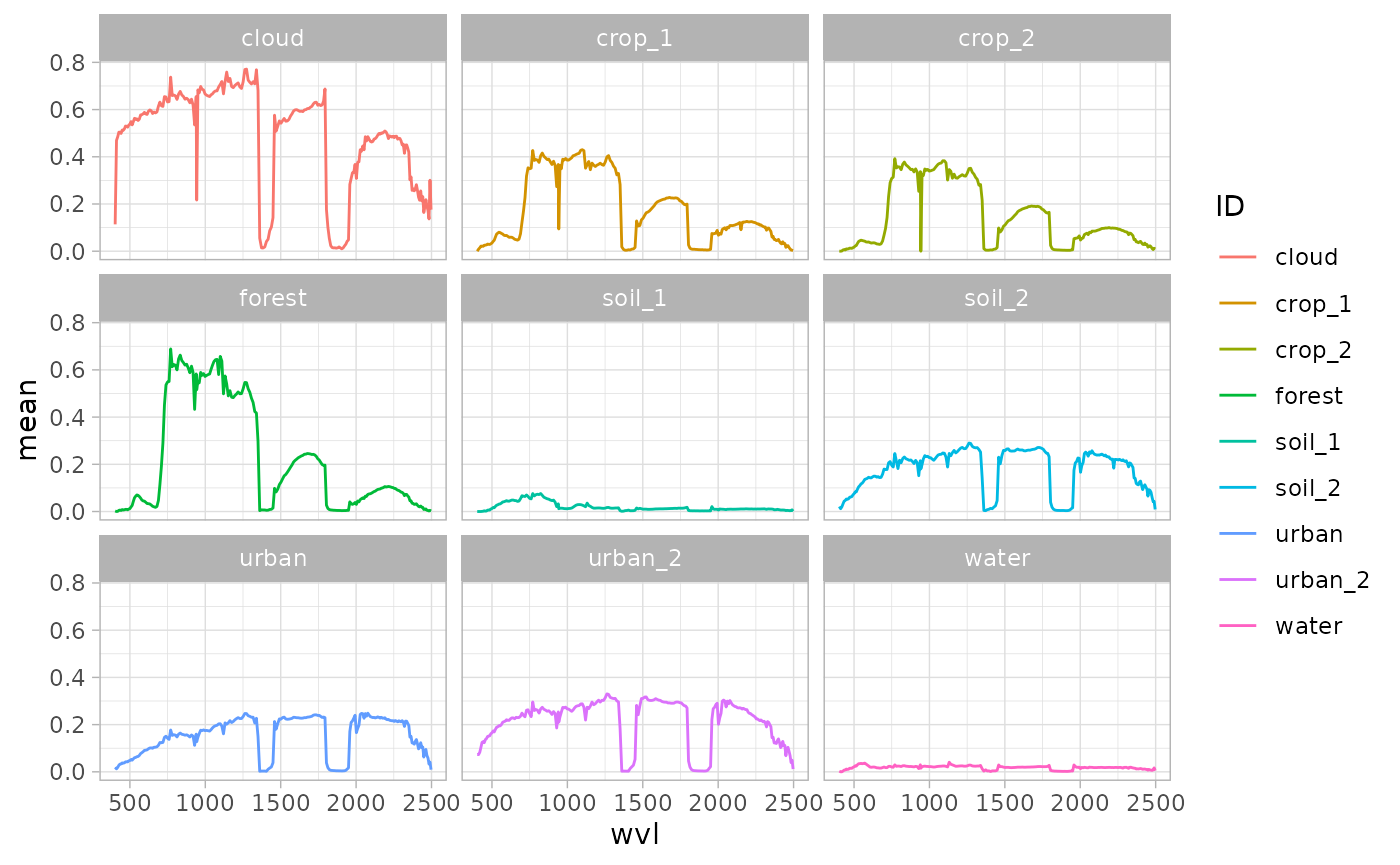 cloud crop_1 crop_2
0.8
0.6
0.4
0.2
0.0
forest soil_1 soil_2
0.8
0.6
0.4
0.2
0.0
urban urban_2 water
0.8
0.6
0.4
0.2
0.0
500 1000 1500 2000 2500 500 1000 1500 2000 2500 500 1000 1500 2000 2500
wvl
mean
ID
cloud
crop_1
crop_2
forest
soil_1
soil_2
urban
urban_2
water